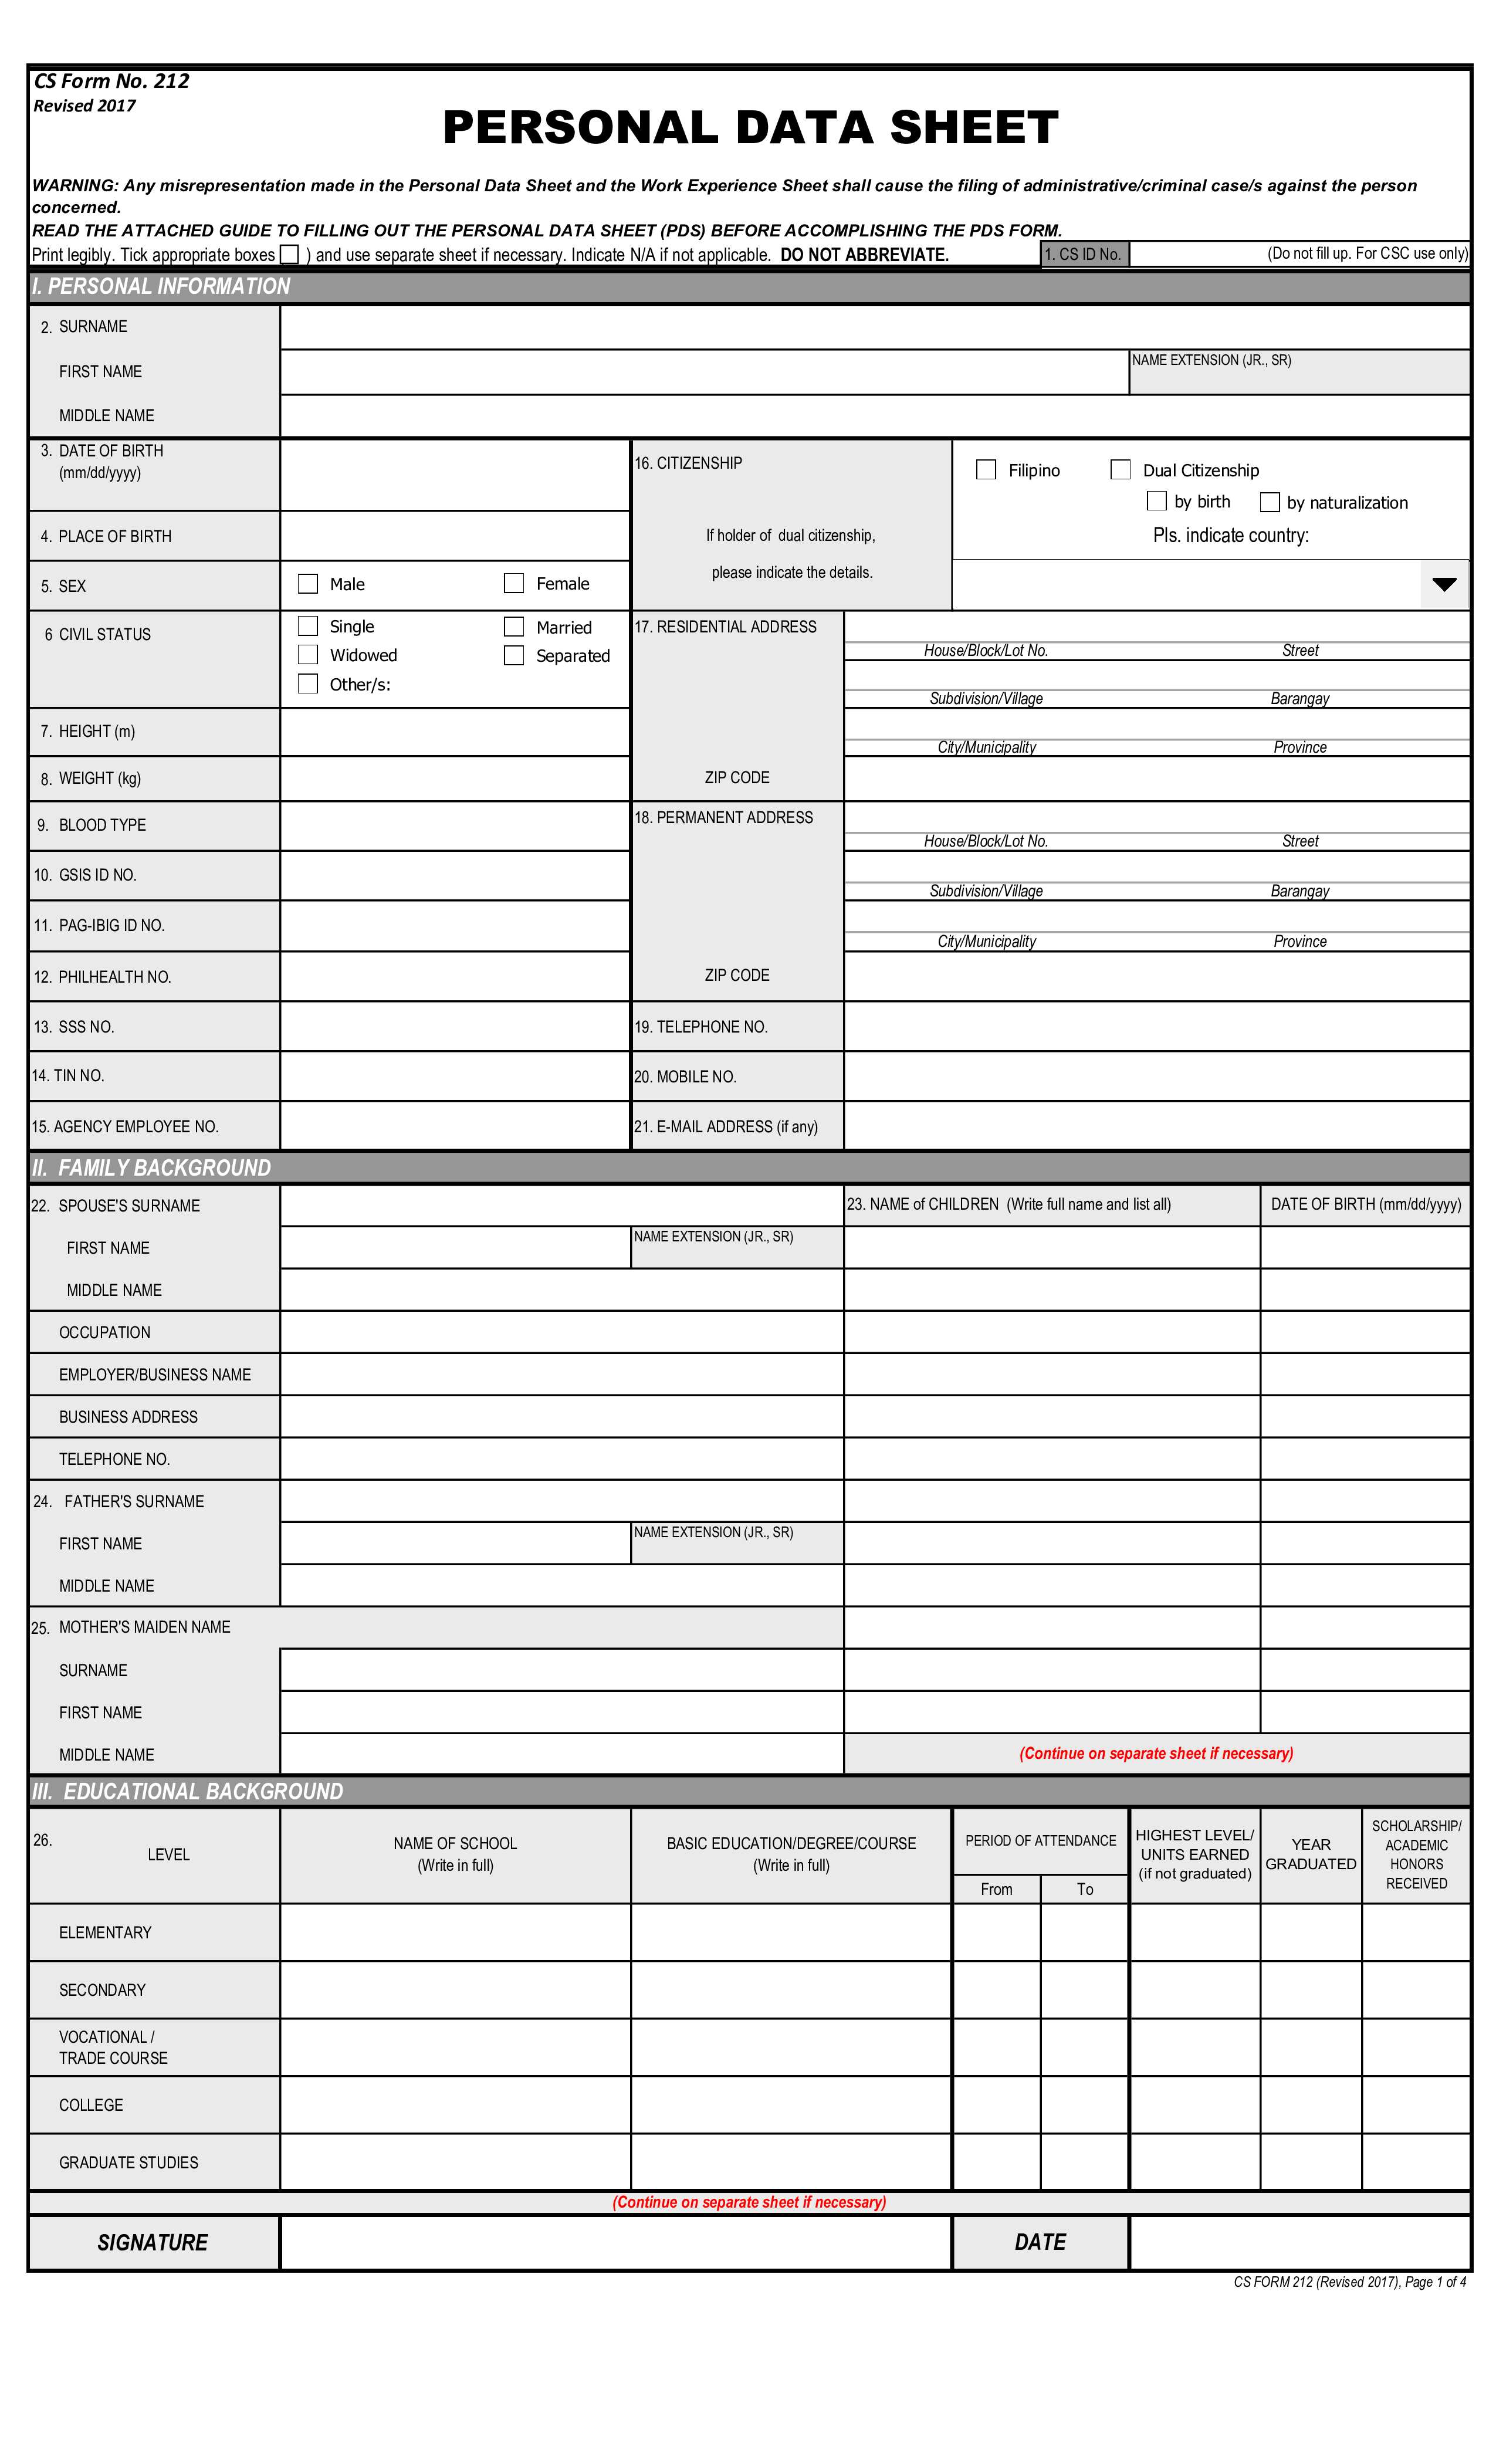 CS Form No. 212
Revised 2017
PERSONAL DATA SHEET
WARNING: Any misrepresentation made in the Personal Data Sheet and the Work Experience Sheet shall cause the filing of administrative/criminal case/s against the person
concerned.
READ THE ATTACHED GUIDE TO FILLING OUT THE PERSONAL DATA SHEET (PDS) BEFORE ACCOMPLISHING THE PDS FORM.
Print legibly. Tick appropriate boxes ) and use separate sheet if necessary. Indicate N/A if not applicable. DO NOT ABBREVIATE.
1. CS ID No.
(Do not fill up. For CSC use only)
I. PERSONAL INFORMATION
2. SURNAME
FIRST NAME
NAME EXTENSION (JR., SR)
MIDDLE NAME
3. DATE OF BIRTH
(mm/dd/yyyy)
4. PLACE OF BIRTH
5. SEX
Male Female
6 CIVIL STATUS
Single Married
Widowed Separated
Other/s:
7. HEIGHT (m)
8. WEIGHT (kg)
9. BLOOD TYPE
10. GSIS ID NO.
11. PAG-IBIG ID NO.
12. PHILHEALTH NO.
13. SSS NO.
14. TIN NO.
15. AGENCY EMPLOYEE NO.
16. CITIZENSHIP
If holder of dual citizenship,
please indicate the details.
Filipino Dual Citizenship
by birth by naturalization
Pls. indicate country:
17. RESIDENTIAL ADDRESS
House/Block/Lot No. Street
Subdivision/Village Barangay
City/Municipality Province
ZIP CODE
18. PERMANENT ADDRESS
House/Block/Lot No. Street
Subdivision/Village Barangay
City/Municipality Province
ZIP CODE
19. TELEPHONE NO.
20. MOBILE NO.
21. E-MAIL ADDRESS (if any)
II. FAMILY BACKGROUND
22. SPOUSE'S SURNAME
FIRST NAME
NAME EXTENSION (JR., SR)
MIDDLE NAME
OCCUPATION
EMPLOYER/BUSINESS NAME
BUSINESS ADDRESS
TELEPHONE NO.
24. FATHER'S SURNAME
FIRST NAME
NAME EXTENSION (JR., SR)
MIDDLE NAME
25. MOTHER'S MAIDEN NAME
SURNAME
FIRST NAME
MIDDLE NAME
23. NAME of CHILDREN (Write full name and list all)
DATE OF BIRTH (mm/dd/yyyy)
(Continue on separate sheet if necessary)
III. EDUCATIONAL BACKGROUND
26.
LEVEL
NAME OF SCHOOL
(Write in full)
BASIC EDUCATION/DEGREE/COURSE
(Write in full)
PERIOD OF ATTENDANCE
From To
HIGHEST LEVEL/
UNITS EARNED
(if not graduated)
YEAR
GRADUATED
SCHOLARSHIP/
ACADEMIC
HONORS
RECEIVED
ELEMENTARY
SECONDARY
VOCATIONAL /
TRADE COURSE
COLLEGE
GRADUATE STUDIES
(Continue on separate sheet if necessary)
SIGNATURE
DATE
CS FORM 212 (Revised 2017), Page 1 of 4